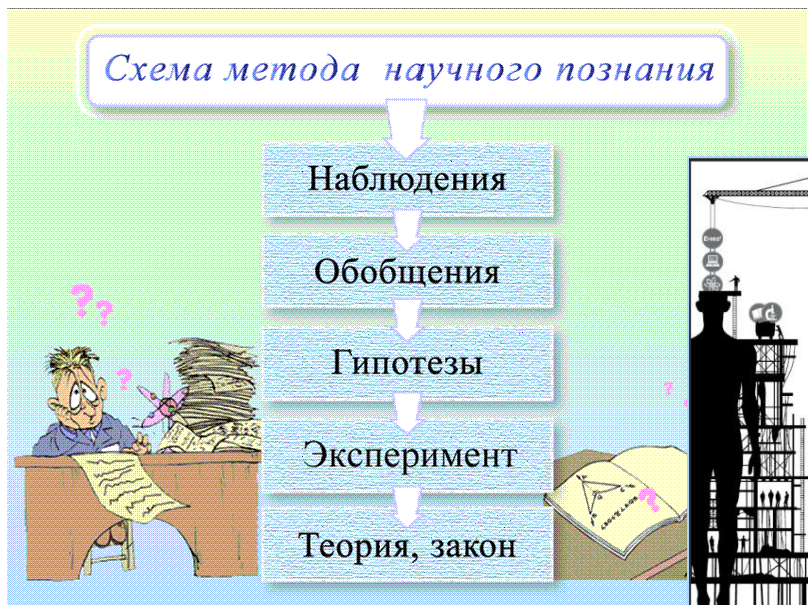 Схема метода научного познания
Наблюдения
Обобщения
Гипотезы
Эксперимент
Теория, закон